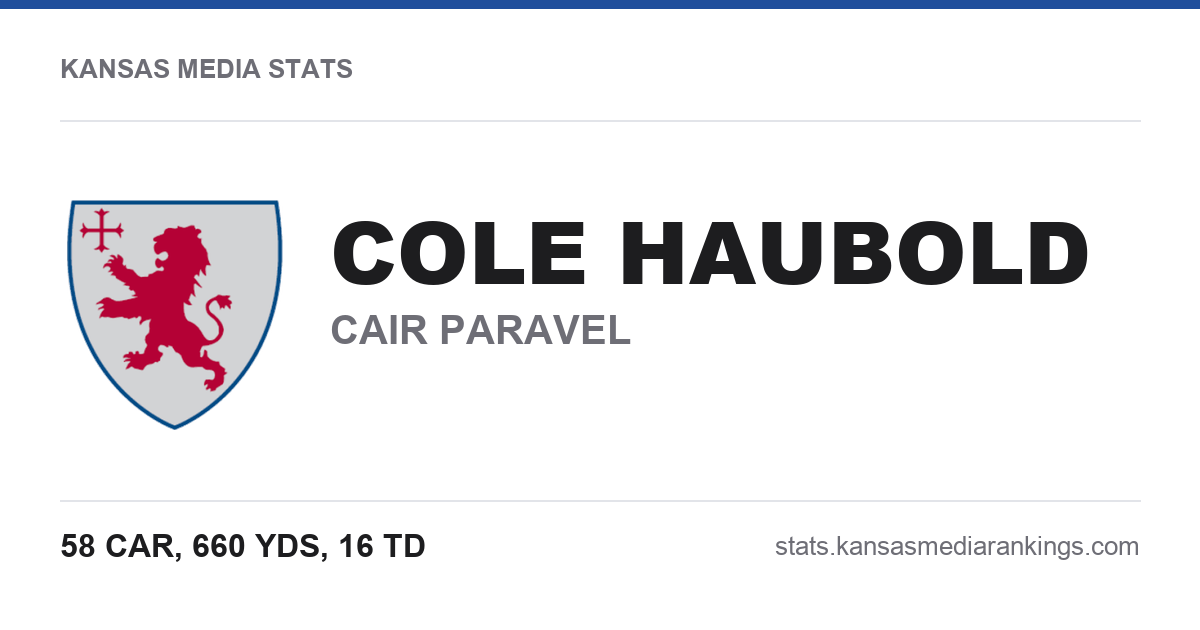 KANSAS MEDIA STATS
COLE HAUBOLD
CAIR PARAVEL
58 CAR, 660 YDS, 16 TD
stats.kansasmediarankings.com